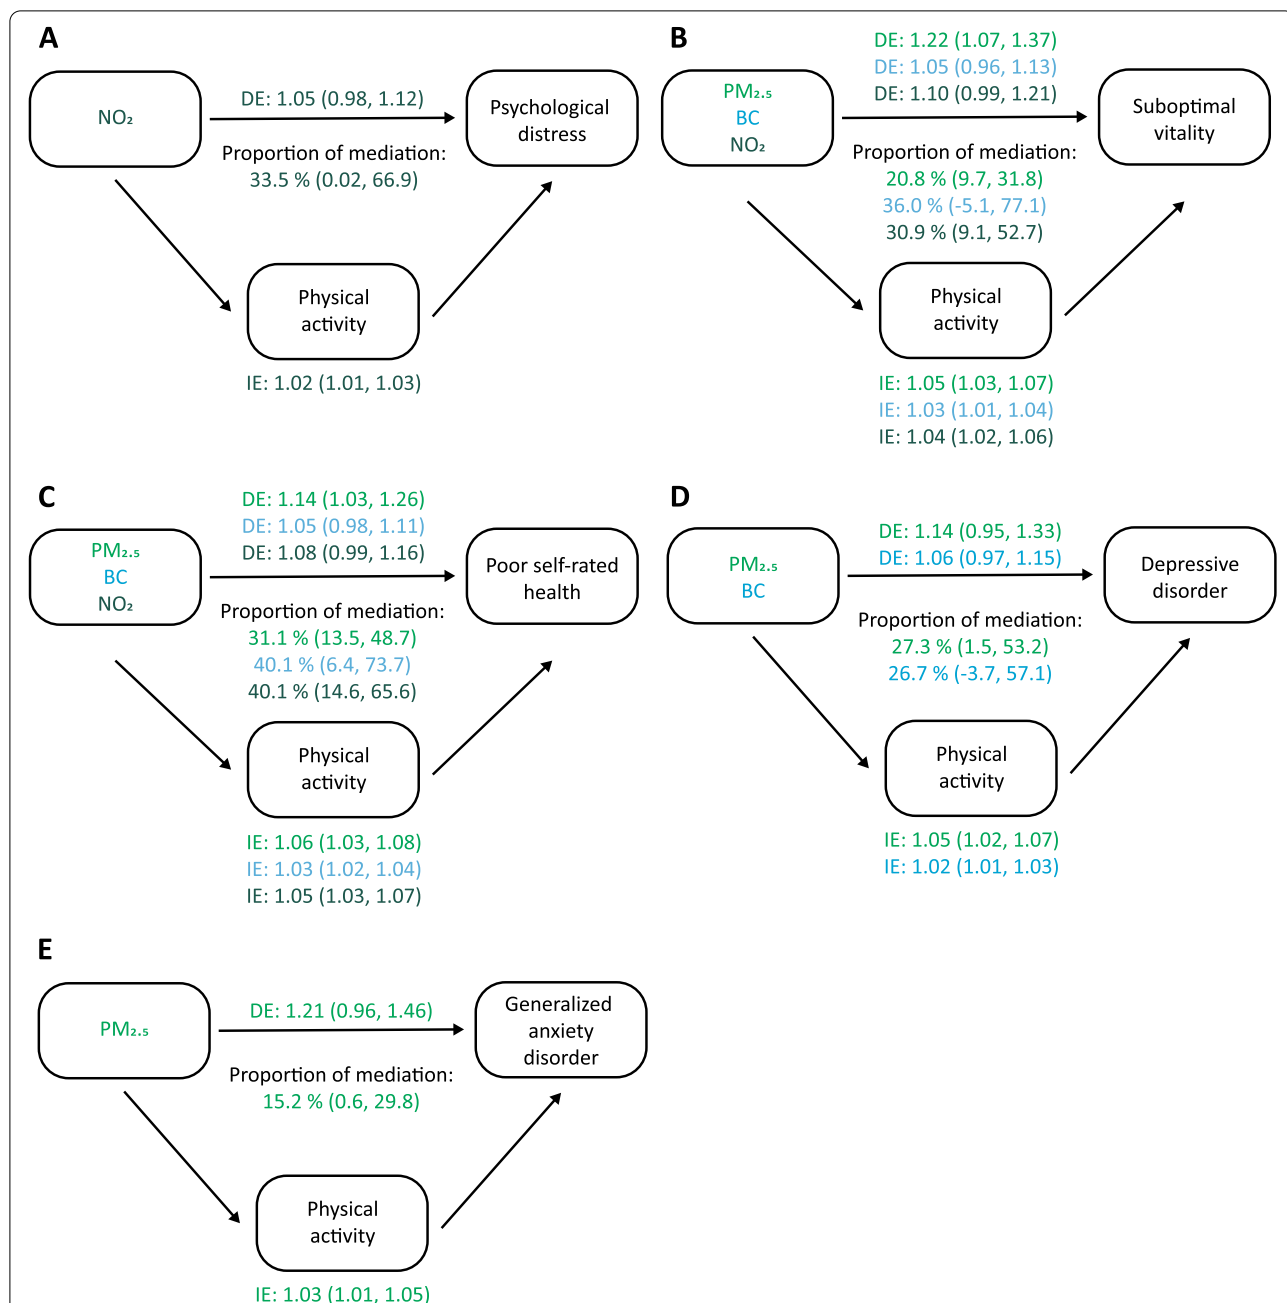 A
NO₂
DE: 1.05 (0.98, 1.12)
Psychological
distress
Proportion of mediation:
33.5 % (0.02, 66.9)
Physical
activity
IE: 1.02 (1.01, 1.03)
B
PM₂.₅
BC
NO₂
DE: 1.22 (1.07, 1.37)
DE: 1.05 (0.96, 1.13)
DE: 1.10 (0.99, 1.21)
Suboptimal
vitality
Proportion of mediation:
20.8 % (9.7, 31.8)
36.0 % (-5.1, 77.1)
30.9 % (9.1, 52.7)
Physical
activity
IE: 1.05 (1.03, 1.07)
IE: 1.03 (1.01, 1.04)
IE: 1.04 (1.02, 1.06)
C
PM₂.₅
BC
NO₂
DE: 1.14 (1.03, 1.26)
DE: 1.05 (0.98, 1.11)
DE: 1.08 (0.99, 1.16)
Poor self-rated
health
Proportion of mediation:
31.1 % (13.5, 48.7)
40.1 % (6.4, 73.7)
40.1 % (14.6, 65.6)
Physical
activity
IE: 1.06 (1.03, 1.08)
IE: 1.03 (1.02, 1.04)
IE: 1.05 (1.03, 1.07)
D
PM₂.₅
BC
DE: 1.14 (0.95, 1.33)
DE: 1.06 (0.97, 1.15)
Depressive
disorder
Proportion of mediation:
27.3 % (1.5, 53.2)
26.7 % (-3.7, 57.1)
Physical
activity
IE: 1.05 (1.02, 1.07)
IE: 1.02 (1.01, 1.03)
E
PM₂.₅
DE: 1.21 (0.96, 1.46)
Generalized
anxiety
disorder
Proportion of mediation:
15.2 % (0.6, 29.8)
Physical
activity
IE: 1.03 (1.01, 1.05)